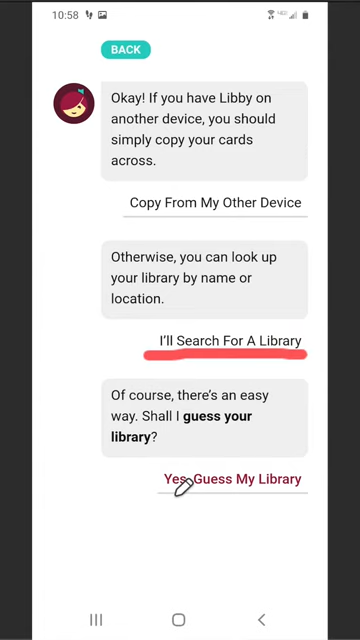 10:58
BACK
Okay! If you have Libby on
another device, you should
simply copy your cards
across.
Copy From My Other Device
Otherwise, you can look up
your library by name or
location.
I'll Search For A Library
Of course, there's an easy
way. Shall I guess your
library?
Yes, Guess My Library